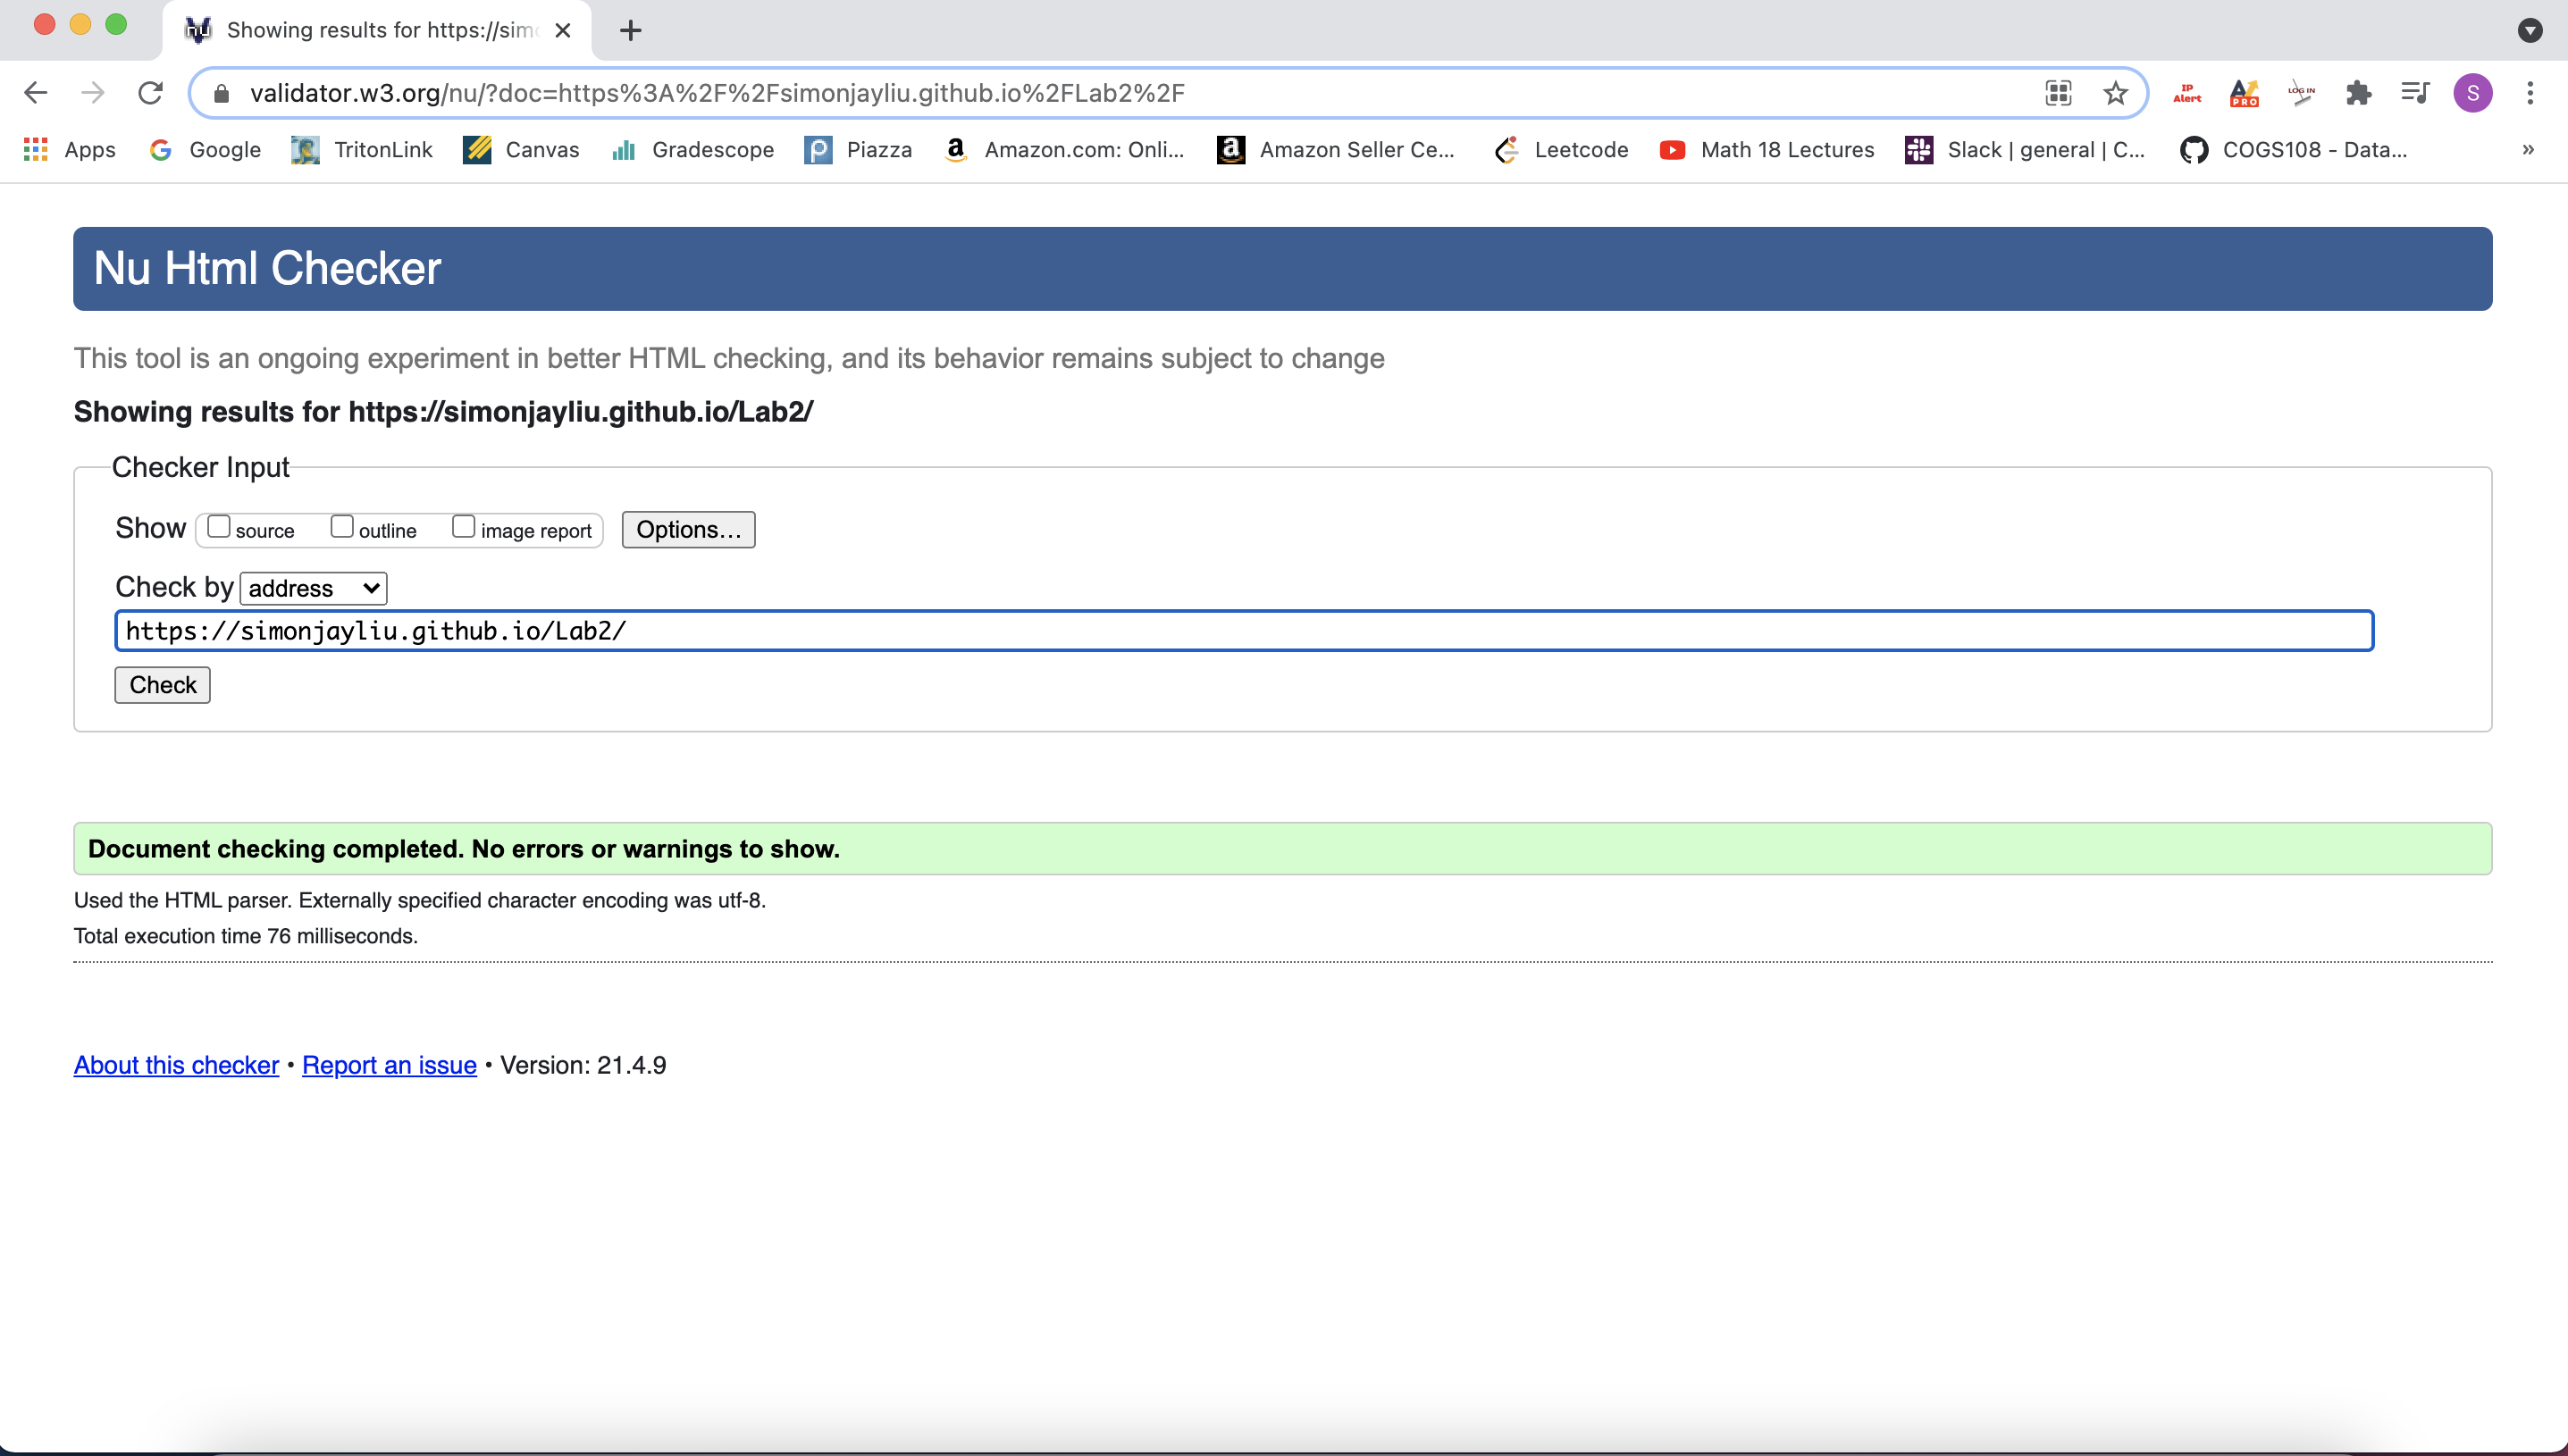 Showing results for https://sim
validator.w3.org/nu/?doc=https%3A%2F%2Fsimonjayliu.github.io%2FLab2%2F
IP Alert
A PRO
LOG IN
S
Apps Google TritonLink Canvas Gradescope Piazza Amazon.com: Onli... Amazon Seller Ce... Leetcode Math 18 Lectures Slack | general | C... COGS108 - Data... »
Nu Html Checker
This tool is an ongoing experiment in better HTML checking, and its behavior remains subject to change
Showing results for https://simonjayliu.github.io/Lab2/
Checker Input
Show source outline image report Options...
Check by address
https://simonjayliu.github.io/Lab2/
Check
Document checking completed. No errors or warnings to show.
Used the HTML parser. Externally specified character encoding was utf-8.
Total execution time 76 milliseconds.
About this checker • Report an issue • Version: 21.4.9